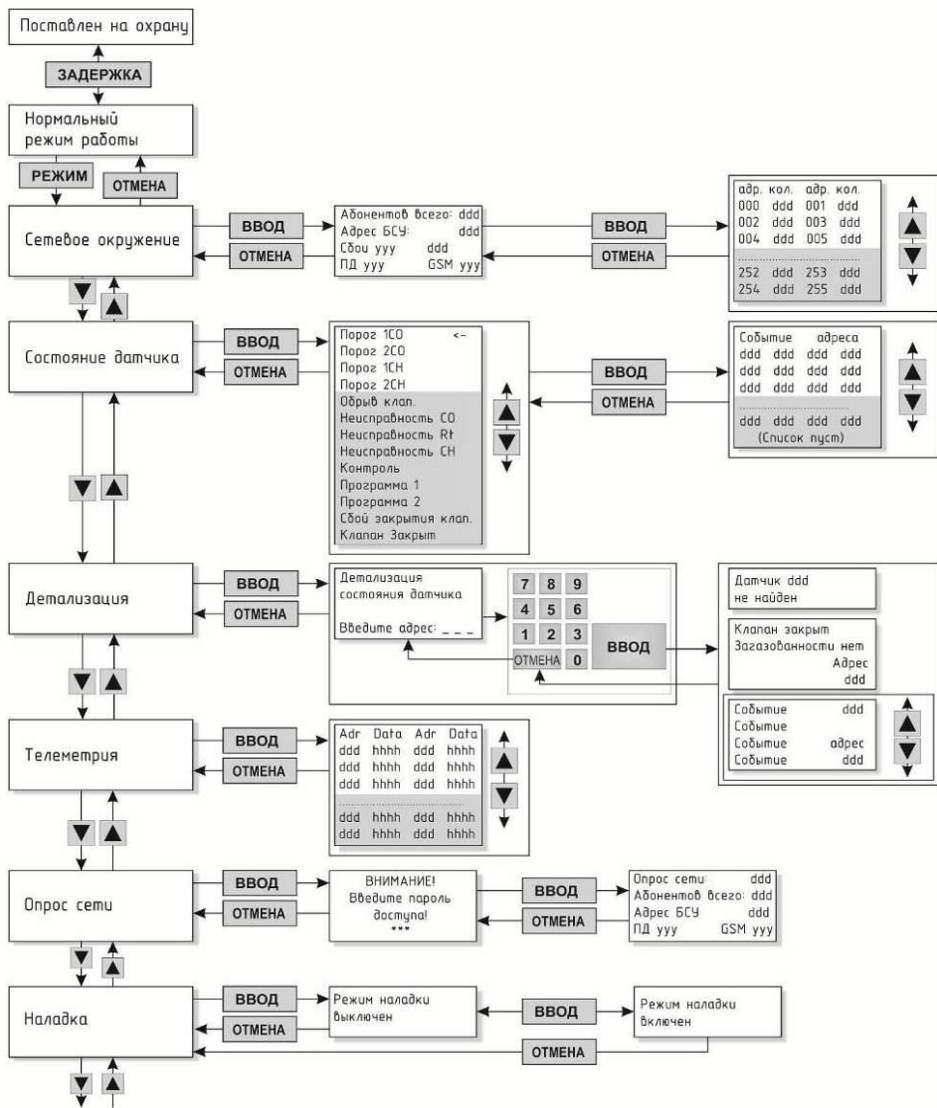 Поставлен на охрану
ЗАДЕРЖКА
Нормальный
режим работы
РЕЖИМ
ОТМЕНА
Сетевое окружение
ВВОД
ОТМЕНА
Абонентов всего: ddd
Адрес БСУ: ddd
Сбои yyy ddd
ПД yyy GSM yyy
ВВОД
ОТМЕНА
адр. кол. адр. кол.
000 ddd 001 ddd
002 ddd 003 ddd
004 ddd 005 ddd
252 ddd 253 ddd
254 ddd 255 ddd
Состояние датчика
ВВОД
ОТМЕНА
Порог 1CO <-
Порог 2CO
Порог 1CH
Порог 2CH
Обрыв клап.
Неисправность CO
Неисправность Rt
Неисправность CH
Контроль
Программа 1
Программа 2
Сбой закрытия клап.
Клапан Закрыт
ВВОД
ОТМЕНА
Событие адреса
ddd ddd ddd ddd
ddd ddd ddd ddd
ddd ddd ddd ddd
ddd ddd ddd ddd
(Список пуст)
Детализация
ВВОД
ОТМЕНА
Детализация
состояния датчика
Введите адрес: _ _ _
7 8 9
4 5 6
1 2 3
ОТМЕНА 0
ВВОД
Датчик ddd
не найден
Клапан закрыт
Загазованности нет
Адрес
ddd
Событие ddd
Событие
Событие адрес
Событие ddd
Телеметрия
ВВОД
ОТМЕНА
Adr Data Adr Data
ddd hhhh ddd hhhh
ddd hhhh ddd hhhh
ddd hhhh ddd hhhh
ddd hhhh ddd hhhh
ddd hhhh ddd hhhh
Опрос сети
ВВОД
ОТМЕНА
ВНИМАНИЕ!
Введите пароль
доступа!
***
ВВОД
ОТМЕНА
Опрос сети: ddd
Абонентов всего: ddd
Адрес БСУ ddd
ПД yyy GSM yyy
Наладка
ВВОД
ОТМЕНА
Режим наладки
выключен
ВВОД
ОТМЕНА
Режим наладки
включен